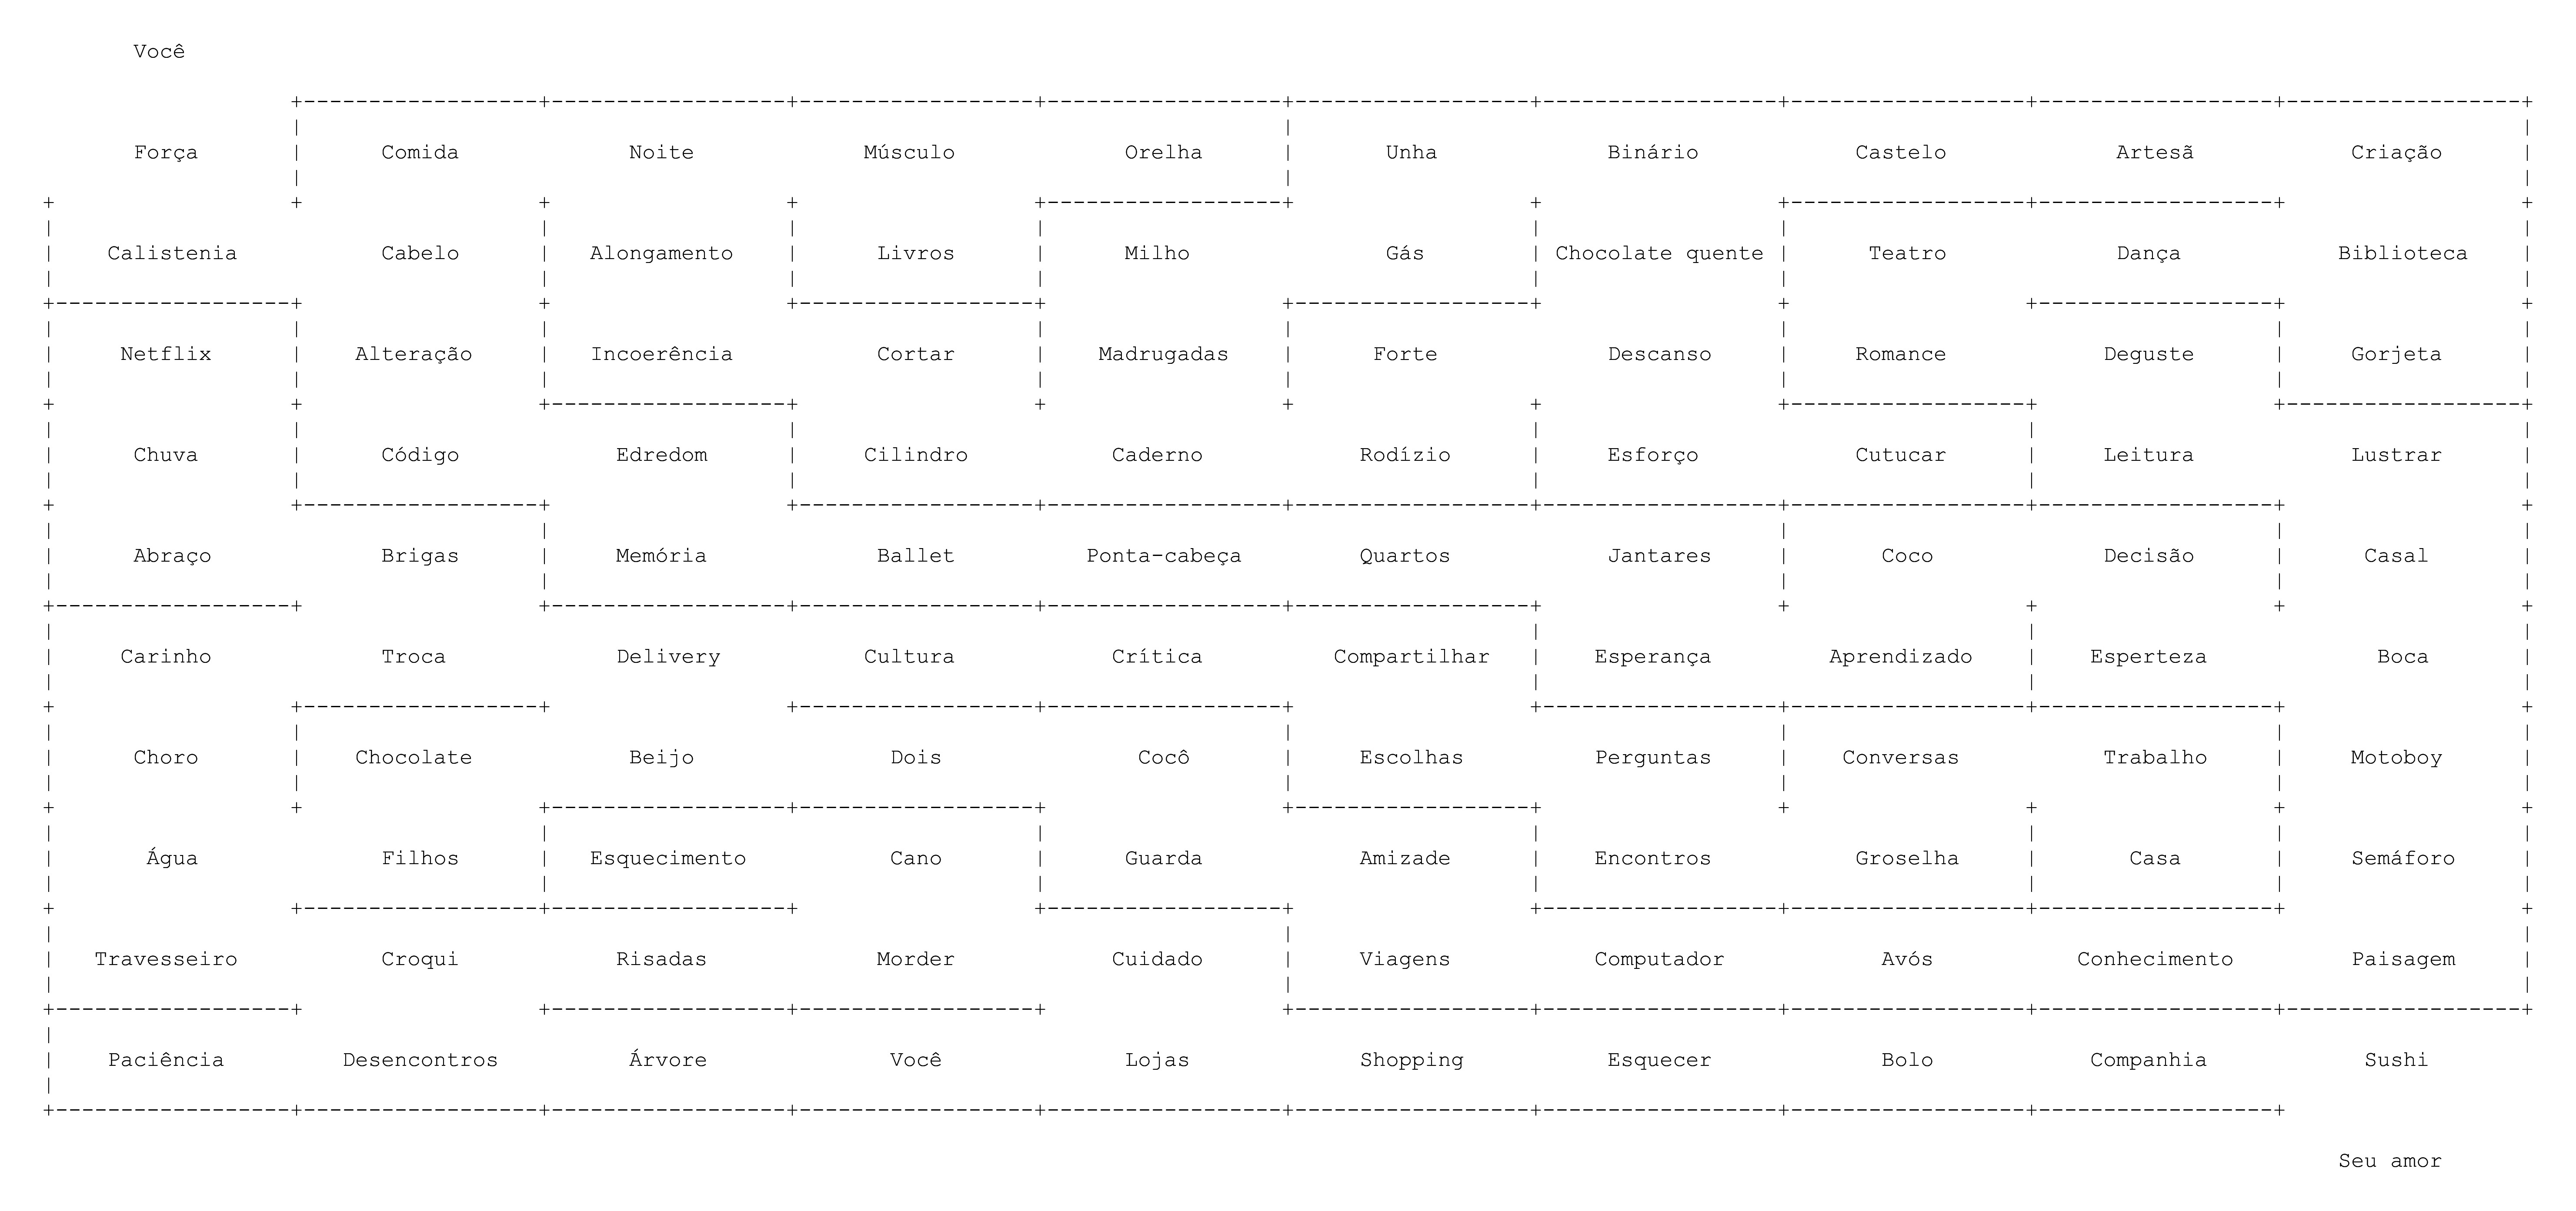 Você
Força Comida Noite Músculo Orelha Unha Binário Castelo Artesã Criação
Calistenia Cabelo Alongamento Livros Milho Gás Chocolate quente Teatro Dança Biblioteca
Netflix Alteração Incoerência Cortar Madrugadas Forte Descanso Romance Deguste Gorjeta
Chuva Código Edredom Cilindro Caderno Rodízio Esforço Cutucar Leitura Lustrar
Abraço Brigas Memória Ballet Ponta-cabeça Quartos Jantares Coco Decisão Casal
Carinho Troca Delivery Cultura Crítica Compartilhar Esperança Aprendizado Esperteza Boca
Choro Chocolate Beijo Dois Cocô Escolhas Perguntas Conversas Trabalho Motoboy
Água Filhos Esquecimento Cano Guarda Amizade Encontros Groselha Casa Semáforo
Travesseiro Croqui Risadas Morder Cuidado Viagens Computador Avós Conhecimento Paisagem
Paciência Desencontros Árvore Você Lojas Shopping Esquecer Bolo Companhia Sushi
Seu amor